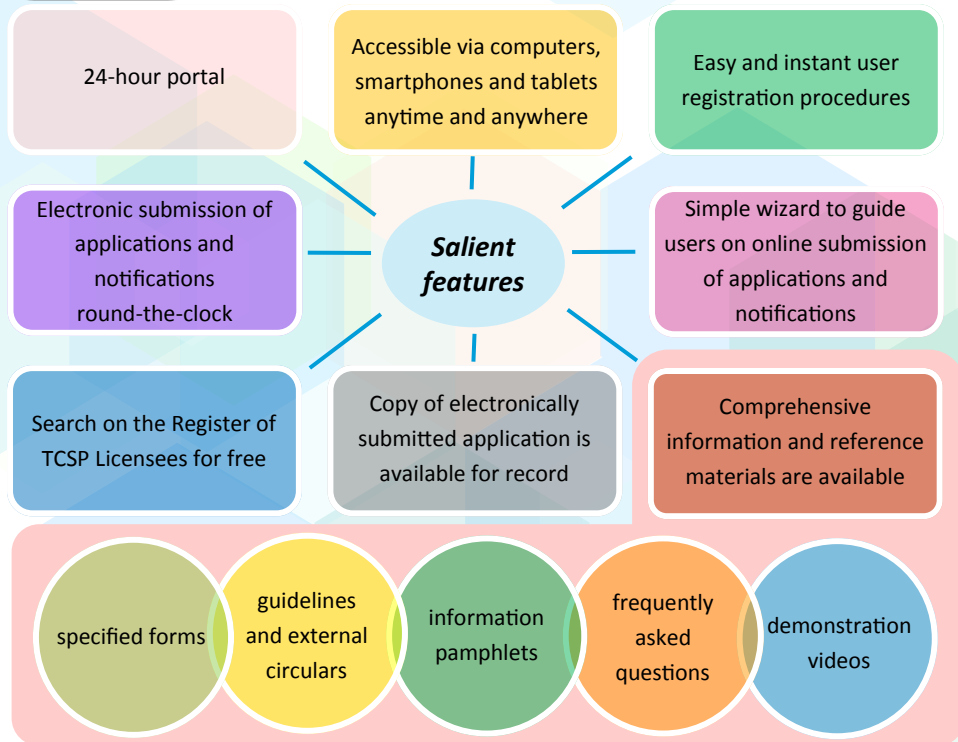 24-hour portal
Accessible via computers,
smartphones and tablets
anytime and anywhere
Easy and instant user
registration procedures
Electronic submission of
applications and
notifications
round-the-clock
Salient
features
Simple wizard to guide
users on online submission
of applications and
notifications
Search on the Register of
TCSP Licensees for free
Copy of electronically
submitted application is
available for record
Comprehensive
information and reference
materials are available
specified forms
guidelines
and external
circulars
information
pamphlets
frequently
asked
questions
demonstration
videos